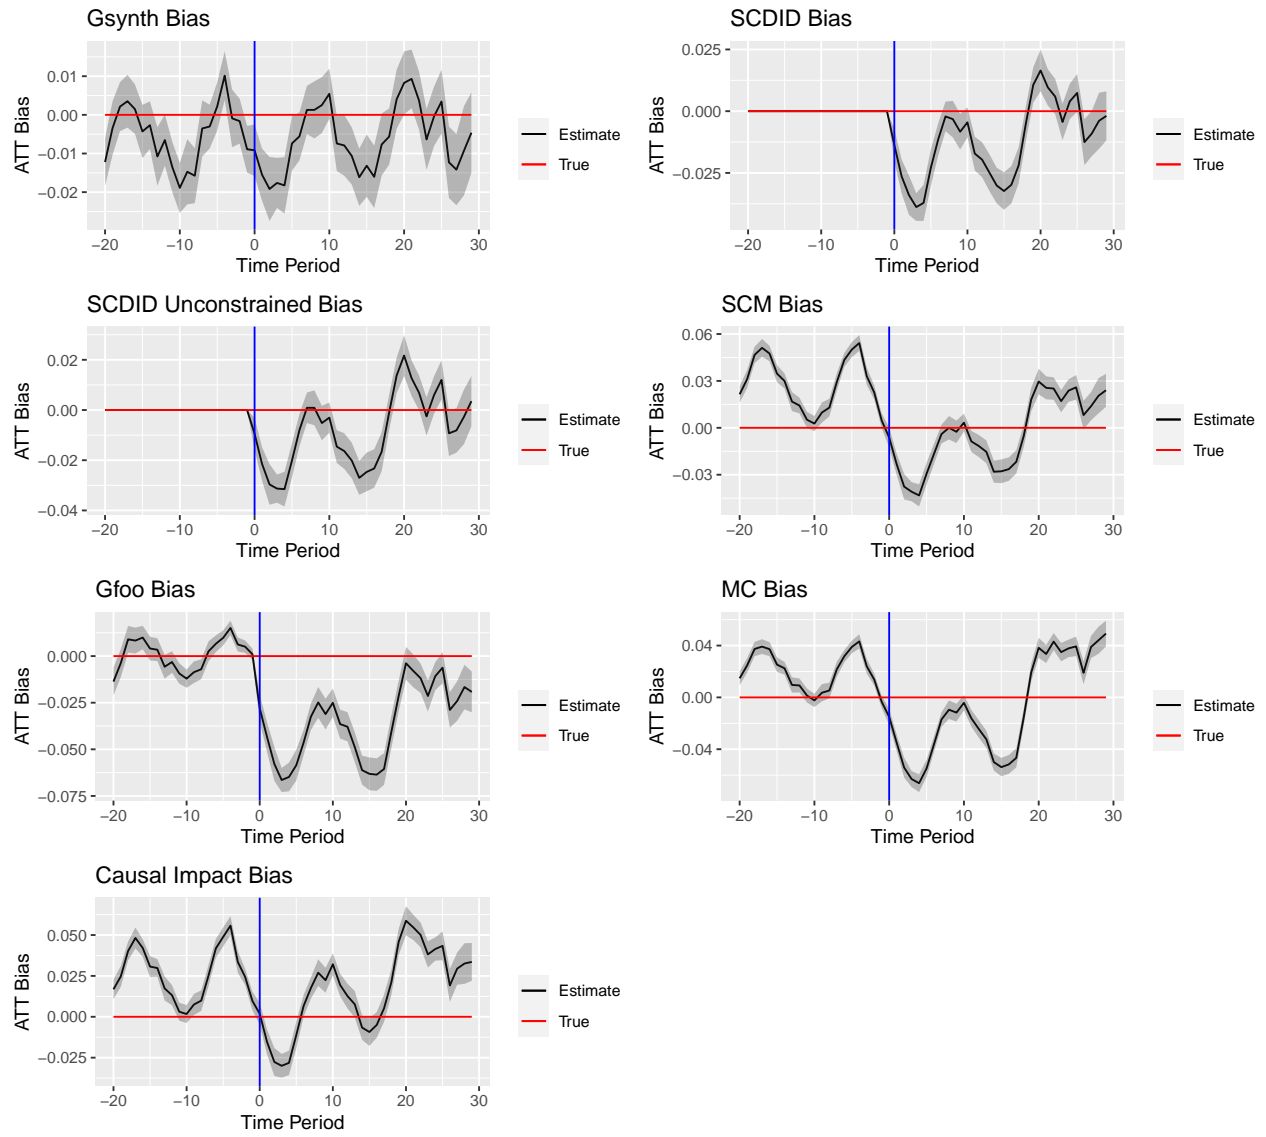 Gsynth Bias
ATT Bias
0.01
0.00
−0.01
−0.02
−20 −10 0 10 20 30
Time Period
Estimate
True
SCDID Bias
ATT Bias
0.025
0.000
−0.025
−20 −10 0 10 20 30
Time Period
Estimate
True
SCDID Unconstrained Bias
ATT Bias
0.02
0.00
−0.02
−0.04
−20 −10 0 10 20 30
Time Period
Estimate
True
SCM Bias
ATT Bias
0.06
0.03
0.00
−0.03
−20 −10 0 10 20 30
Time Period
Estimate
True
Gfoo Bias
ATT Bias
0.000
−0.025
−0.050
−0.075
−20 −10 0 10 20 30
Time Period
Estimate
True
MC Bias
ATT Bias
0.04
0.00
−0.04
−20 −10 0 10 20 30
Time Period
Estimate
True
Causal Impact Bias
ATT Bias
0.050
0.025
0.000
−0.025
−20 −10 0 10 20 30
Time Period
Estimate
True